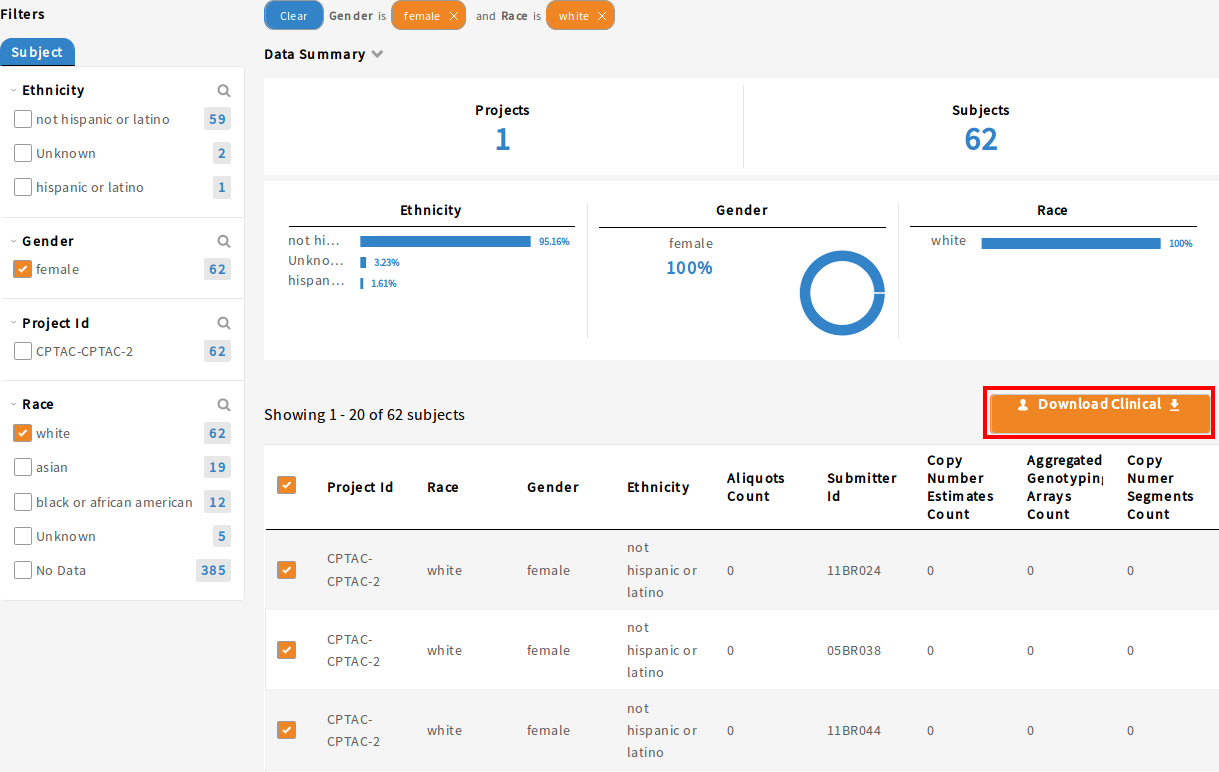 Filters
Clear Gender is female and Race is white
Subject
Data Summary
Ethnicity
not hispanic or latino 59
Unknown 2
hispanic or latino 1
Gender
female 62
Project Id
CPTAC-CPTAC-2 62
Race
white 62
asian 19
black or african american 12
Unknown 5
No Data 385
Projects
1
Subjects
62
Ethnicity
not hi... 95.16%
Unkno... 3.23%
hispan... 1.61%
Gender
female
100%
Race
white 100%
Showing 1 - 20 of 62 subjects
Download Clinical
Project Id
Race
Gender
Ethnicity
Aliquots
Count
Submitter
Id
Copy
Number
Estimates
Count
Aggregated
Genotyping
Arrays
Count
Copy
Numer
Segments
Count
CPTAC-
CPTAC-2
white
female
not
hispanic or
latino
0
11BR024
0
0
0
CPTAC-
CPTAC-2
white
female
not
hispanic or
latino
0
05BR038
0
0
0
CPTAC-
CPTAC-2
white
female
not
hispanic or
latino
0
11BR044
0
0
0